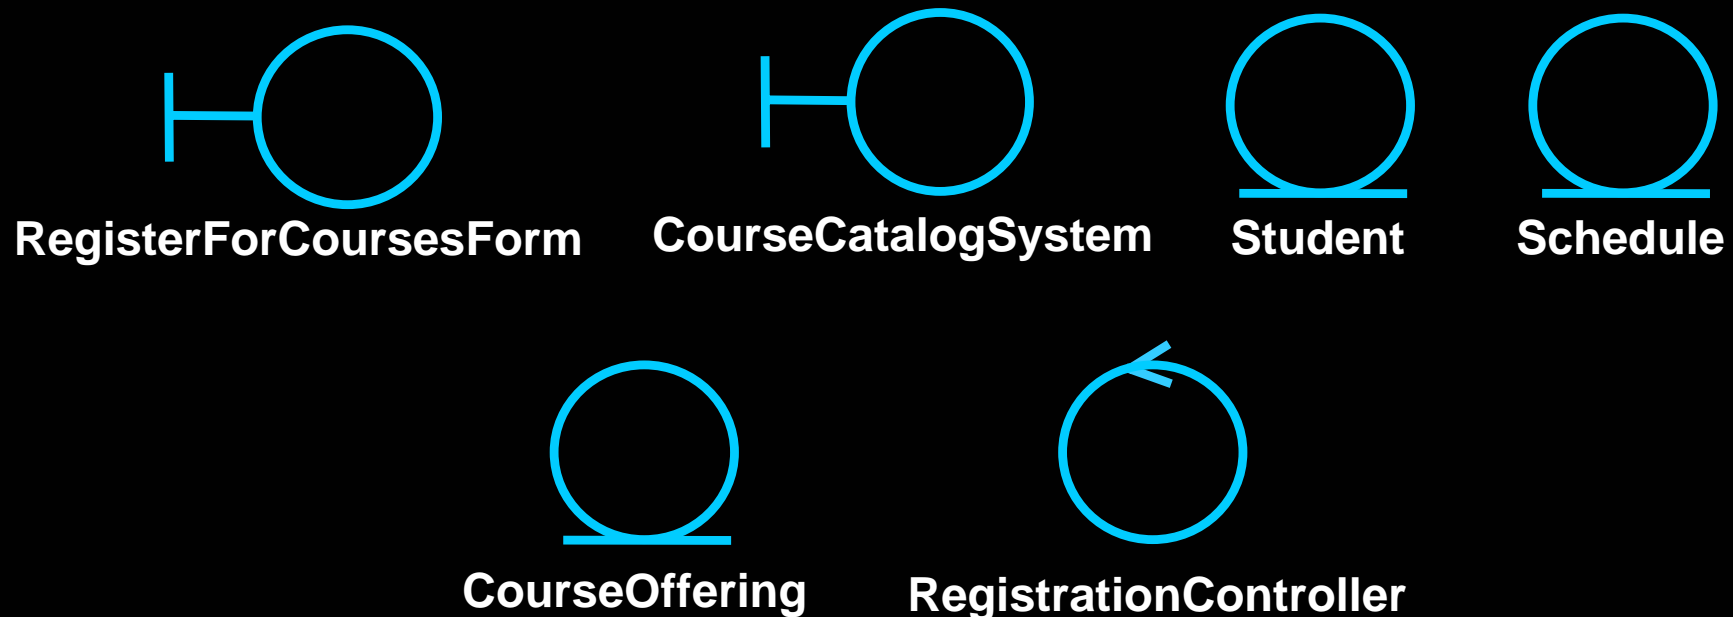 RegisterForCoursesForm
CourseCatalogSystem
Student
Schedule
CourseOffering
RegistrationController